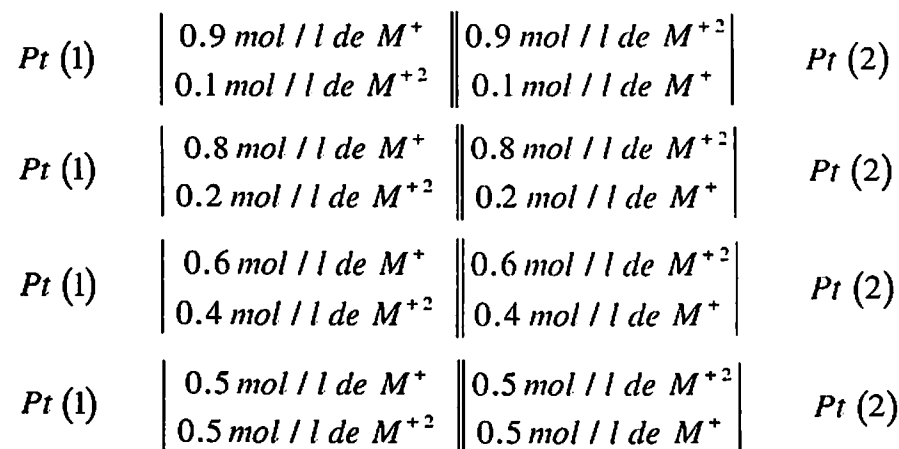 Pt (1) | 0.9 mol / l de M⁺ || 0.9 mol / l de M⁺² | Pt (2)
0.1 mol / l de M⁺² || 0.1 mol / l de M⁺
Pt (1) | 0.8 mol / l de M⁺ || 0.8 mol / l de M⁺² | Pt (2)
0.2 mol / l de M⁺² || 0.2 mol / l de M⁺
Pt (1) | 0.6 mol / l de M⁺ || 0.6 mol / l de M⁺² | Pt (2)
0.4 mol / l de M⁺² || 0.4 mol / l de M⁺
Pt (1) | 0.5 mol / l de M⁺ || 0.5 mol / l de M⁺² | Pt (2)
0.5 mol / l de M⁺² || 0.5 mol / l de M⁺